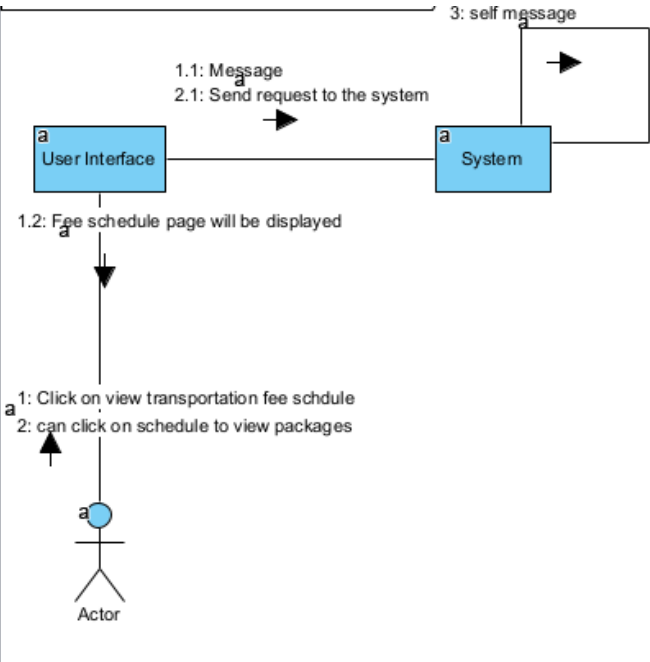 3: self message
a
1.1: Message
a
2.1: Send request to the system
a
User Interface
a
System
1.2: Fee schedule page will be displayed
a
1: Click on view transportation fee schdule
a
2: can click on schedule to view packages
a
Actor